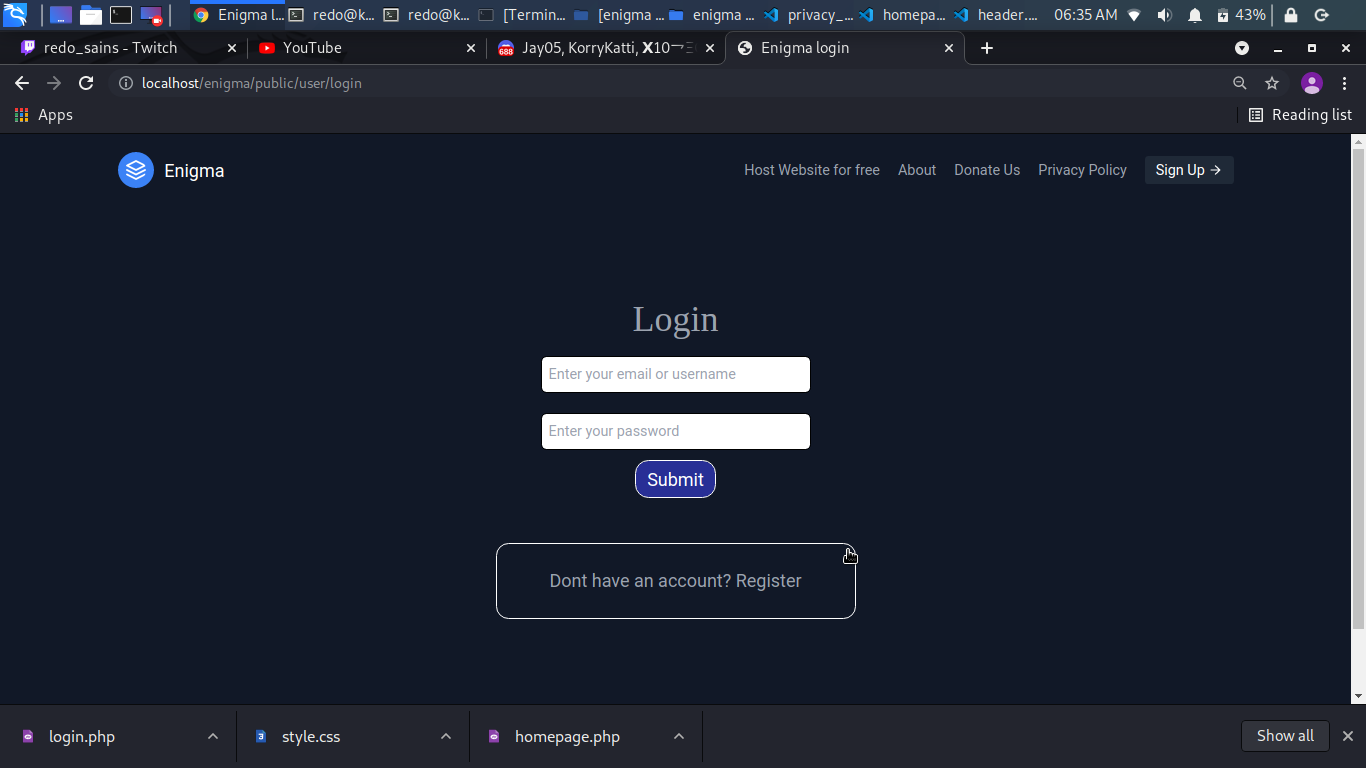 Enigma l... redo@k... redo@k... [Termin... [enigma ... enigma ... privacy_... homepa... header.... 06:35 AM 43%
redo_sains - Twitch YouTube 688 Jay05, KorryKatti, X10 Enigma login
localhost/enigma/public/user/login
Apps Reading list
Enigma Host Website for free About Donate Us Privacy Policy Sign Up →
Login
Enter your email or username
Enter your password
Submit
Dont have an account? Register
login.php style.css homepage.php Show all